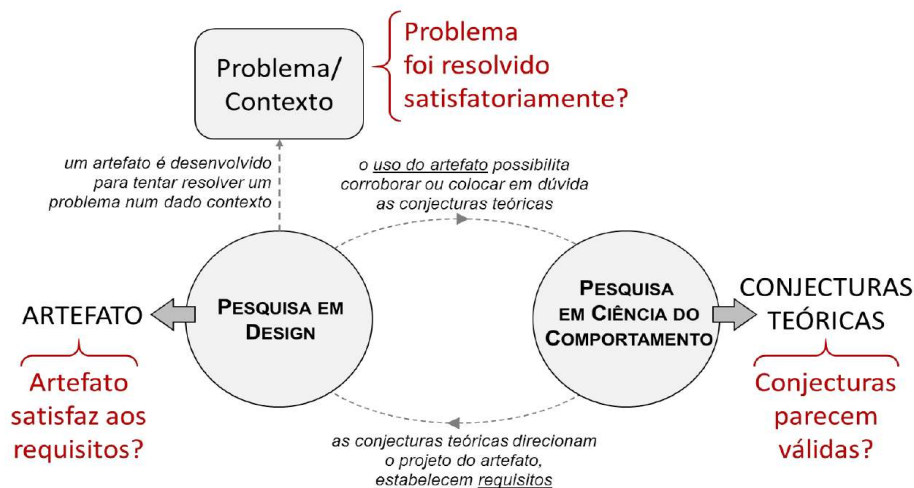 Problema/
Contexto
Problema
foi resolvido
satisfatoriamente?
um artefato é desenvolvido
para tentar resolver um
problema num dado contexto
o uso do artefato possibilita
corroborar ou colocar em dúvida
as conjecturas teóricas
ARTEFATO
PESQUISA EM
DESIGN
PESQUISA
EM CIÊNCIA DO
COMPORTAMENTO
CONJECTURAS
TEÓRICAS
Artefato
satisfaz aos
requisitos?
Conjecturas
parecem
válidas?
as conjecturas teóricas direcionam
o projeto do artefato,
estabelecem requisitos